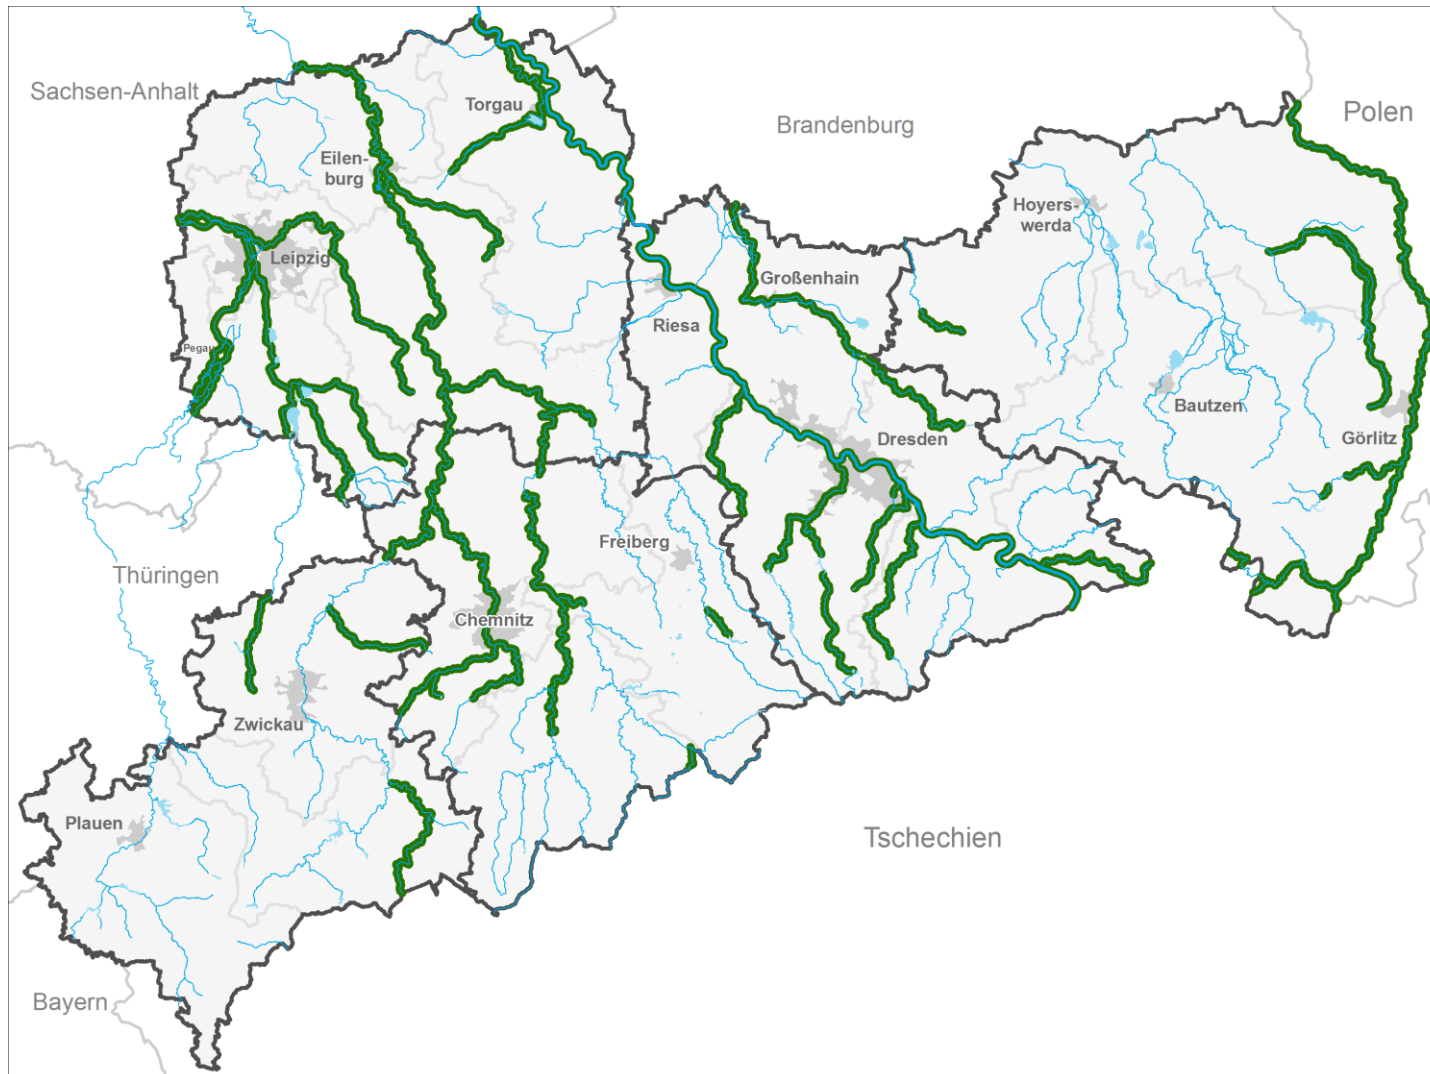 Sachsen-Anhalt
Torgau
Brandenburg
Polen
Eilen-
burg
Hoyers-
werda
Leipzig
Großenhain
Riesa
Pegau
Bautzen
Dresden
Görlitz
Freiberg
Thüringen
Chemnitz
Zwickau
Plauen
Tschechien
Bayern